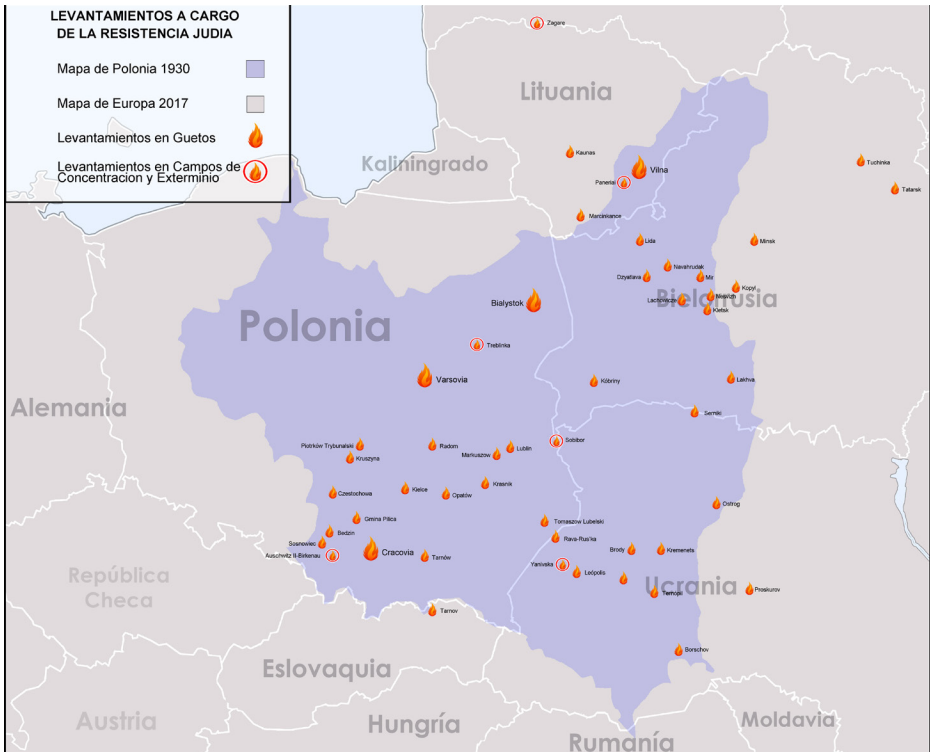 LEVANTAMIENTOS A CARGO
DE LA RESISTENCIA JUDIA
Mapa de Polonia 1930
Mapa de Europa 2017
Levantamientos en Guetos
Levantamientos en Campos de
Concentracion y Exterminio
Zagare
Lituania
Kaunas
Kaliningrado
Vilna
Paneriai
Tuchinka
Tatarsk
Marcinkance
Lida
Minsk
Navahrudak
Dzyatlava
Mir
Kopyl
Bielorrusia
Lachowicze
Kletsk
Bialystok
Polonia
Treblinka
Varsovia
Kóbriny
Lakhva
Alemania
Serniki
Sobibor
Piotrków Trybunalski
Radom
Lublin
Markuszow
Kruszyna
Krasnik
Czestochowa
Kielce
Opatów
Ostrog
Gmina Pilica
Tomaszow Lubelski
Bedzin
Rava-Rus'ka
Sosnowiec
Cracovia
Brody
Kremenets
Auschwitz II-Birkenau
Tarnów
Yanivska
Leópolis
República
Checa
Ucrania
Ternopil
Proskurov
Tarnov
Borschov
Eslovaquia
Austria
Hungría
Moldavia
Rumanía